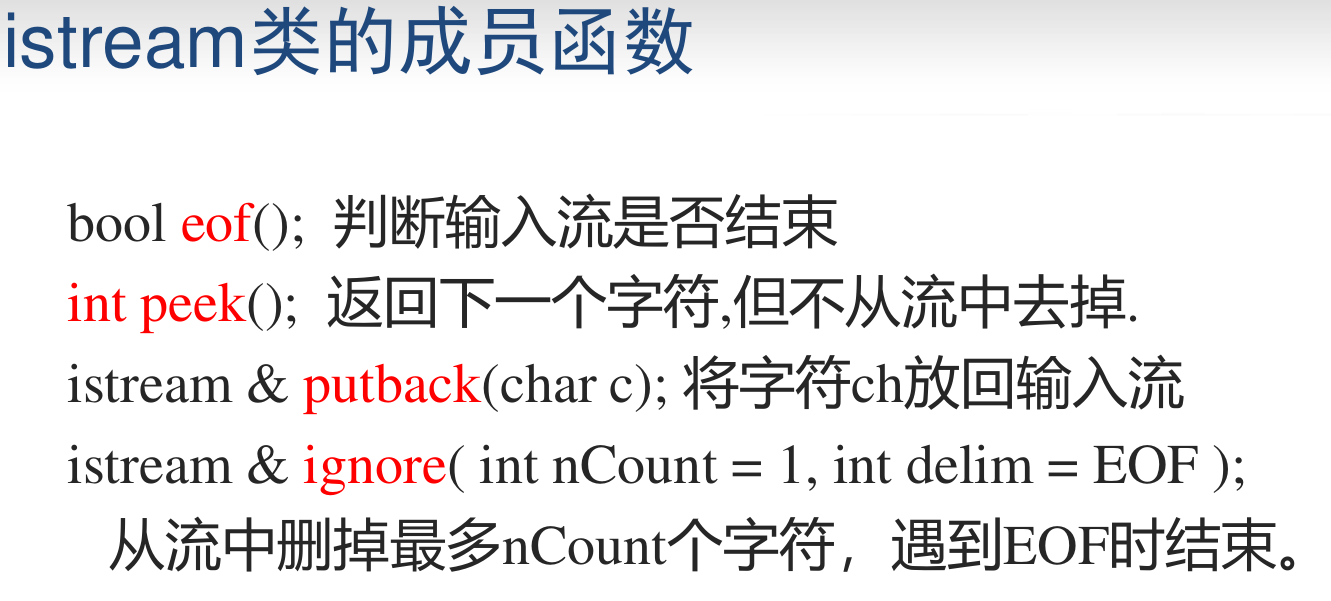 istream类的成员函数
bool eof(); 判断输入流是否结束
int peek(); 返回下一个字符,但不从流中去掉.
istream & putback(char c); 将字符ch放回输入流
istream & ignore( int nCount = 1, int delim = EOF );
从流中删掉最多nCount个字符，遇到EOF时结束。